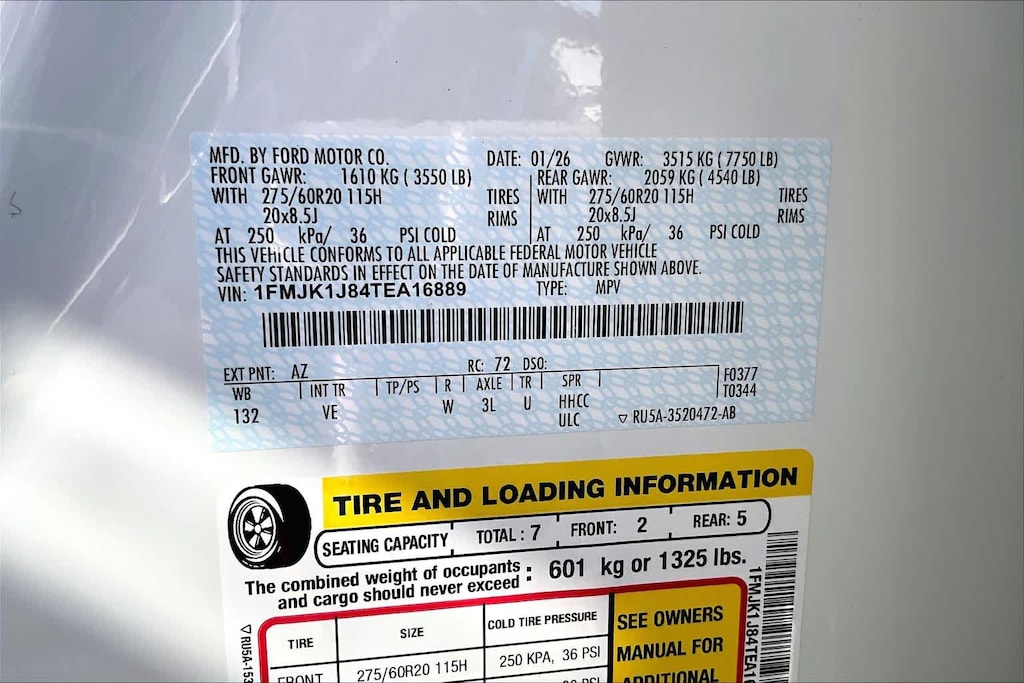 MFD. BY FORD MOTOR CO. DATE: 01/26 GVWR: 3515 KG ( 7750 LB)
FRONT GAWR: 1610 KG ( 3550 LB) REAR GAWR: 2059 KG ( 4540 LB)
WITH 275/60R20 115H TIRES WITH 275/60R20 115H TIRES
20x8.5J RIMS 20x8.5J RIMS
AT 250 kPa/ 36 PSI COLD AT 250 kPa/ 36 PSI COLD
THIS VEHICLE CONFORMS TO ALL APPLICABLE FEDERAL MOTOR VEHICLE
SAFETY STANDARDS IN EFFECT ON THE DATE OF MANUFACTURE SHOWN ABOVE.
VIN: 1FMJK1J84TEA16889 TYPE: MPV
EXT PNT: AZ RC: 72 DSO:
WB INT TR TP/PS R AXLE TR SPR F0377
132 VE W 3L U HHCC T0344
ULC ▽ RU5A-3520472-AB
TIRE AND LOADING INFORMATION
SEATING CAPACITY TOTAL : 7 FRONT: 2 REAR: 5
The combined weight of occupants
and cargo should never exceed : 601 kg or 1325 lbs.
TIRE SIZE COLD TIRE PRESSURE SEE OWNERS
FRONT 275/60R20 115H 250 KPA, 36 PSI MANUAL FOR
ADDITIONAL
▽RU5A-153
1FMJK1J84TEA16